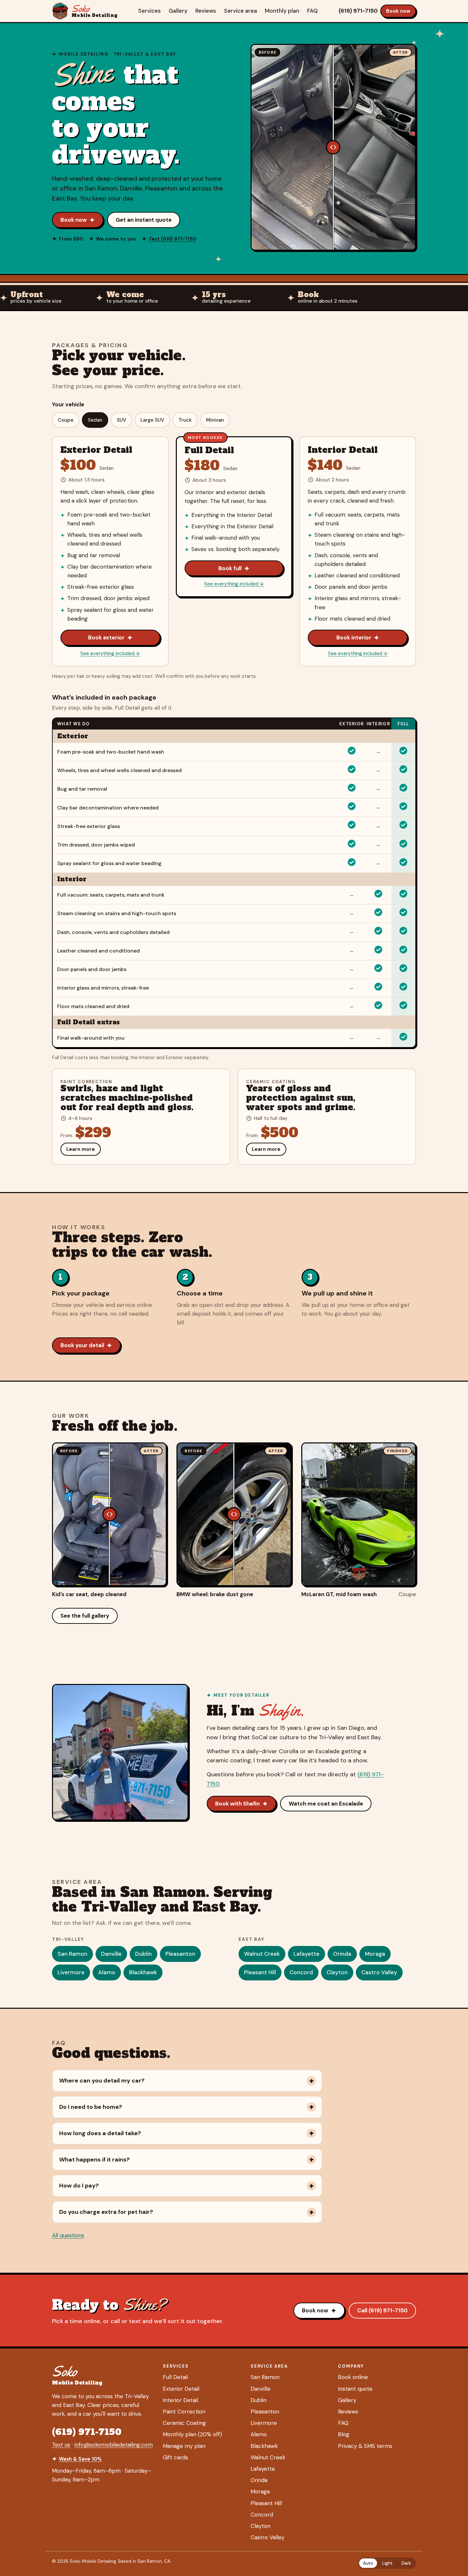 Soko
Mobile Detailing
Services Gallery Reviews Service area Monthly plan FAQ
(619) 971-7150 Book now
MOBILE DETAILING · TRI-VALLEY & EAST BAY
Shine that
comes
to your
driveway.
Hand-washed, deep-cleaned and protected at your home
or office in San Ramon, Danville, Pleasanton and across the
East Bay. You keep your day.
Book now
Get an instant quote
From $90 We come to you Text (619) 971-7150
BEFORE
AFTER
Upfront
prices by vehicle size
We come
to your home or office
15 yrs
detailing experience
Book
online in about 2 minutes
PACKAGES & PRICING
Pick your vehicle.
See your price.
Starting prices, no games. We confirm anything extra before we start.
Your vehicle
Coupe Sedan SUV Large SUV Truck Minivan
Exterior Detail
$100 Sedan
About 1.5 hours
Hand wash, clean wheels, clear glass
and a slick layer of protection.
Foam pre-soak and two-bucket
hand wash
Wheels, tires and wheel wells
cleaned and dressed
Bug and tar removal
Clay bar decontamination where
needed
Streak-free exterior glass
Trim dressed, door jambs wiped
Spray sealant for gloss and water
beading
Book exterior
See everything included ↓
MOST BOOKED
Full Detail
$180 Sedan
About 3 hours
Our interior and exterior details
together. The full reset, for less.
Everything in the Interior Detail
Everything in the Exterior Detail
Final walk-around with you
Saves vs. booking both separately
Book full
See everything included ↓
Interior Detail
$140 Sedan
About 2 hours
Seats, carpets, dash and every crumb
in every crack, cleaned and fresh.
Full vacuum: seats, carpets, mats
and trunk
Steam cleaning on stains and high-
touch spots
Dash, console, vents and
cupholders detailed
Leather cleaned and conditioned
Door panels and door jambs
Interior glass and mirrors, streak-
free
Floor mats cleaned and dried
Book interior
See everything included ↓
Heavy pet hair or heavy soiling may add cost. We'll confirm with you before any work starts.
What's included in each package
Every step, side by side. Full Detail gets all of it.
WHAT WE DO EXTERIOR INTERIOR FULL
Exterior
Foam pre-soak and two-bucket hand wash –
Wheels, tires and wheel wells cleaned and dressed –
Bug and tar removal –
Clay bar decontamination where needed –
Streak-free exterior glass –
Trim dressed, door jambs wiped –
Spray sealant for gloss and water beading –
Interior
Full vacuum: seats, carpets, mats and trunk –
Steam cleaning on stains and high-touch spots –
Dash, console, vents and cupholders detailed –
Leather cleaned and conditioned –
Door panels and door jambs –
Interior glass and mirrors, streak-free –
Floor mats cleaned and dried –
Full Detail extras
Final walk-around with you – –
Full Detail costs less than booking the Interior and Exterior separately.
PAINT CORRECTION
Swirls, haze and light
scratches machine-polished
out for real depth and gloss.
4–8 hours
From $299
Learn more
CERAMIC COATING
Years of gloss and
protection against sun,
water spots and grime.
Half to full day
From $500
Learn more
HOW IT WORKS
Three steps. Zero
trips to the car wash.
1
Pick your package
Choose your vehicle and service online.
Prices are right there, no call needed.
2
Choose a time
Grab an open slot and drop your address. A
small deposit holds it, and comes off your
bill.
3
We pull up and shine it
We pull up at your home or office and get
to work. You go about your day.
Book your detail
OUR WORK
Fresh off the job.
BEFORE
AFTER
BEFORE
AFTER
FINISHED
Kid's car seat, deep cleaned
BMW wheel: brake dust gone
McLaren GT, mid foam wash Coupe
See the full gallery
MEET YOUR DETAILER
Hi, I'm Shafin.
I've been detailing cars for 15 years. I grew up in San Diego, and
now I bring that SoCal car culture to the Tri-Valley and East Bay.
Whether it's a daily-driver Corolla or an Escalade getting a
ceramic coating, I treat every car like it's headed to a show.
Questions before you book? Call or text me directly at (619) 971-
7150.
Book with Shafin
Watch me coat an Escalade
SERVICE AREA
Based in San Ramon. Serving
the Tri-Valley and East Bay.
Not on the list? Ask. If we can get there, we'll come.
TRI-VALLEY
San Ramon Danville Dublin Pleasanton
Livermore Alamo Blackhawk
EAST BAY
Walnut Creek Lafayette Orinda Moraga
Pleasant Hill Concord Clayton Castro Valley
FAQ
Good questions.
Where can you detail my car?
Do I need to be home?
How long does a detail take?
What happens if it rains?
How do I pay?
Do you charge extra for pet hair?
All questions
Ready to Shine?
Pick a time online, or call or text and we'll sort it out together.
Book now
Call (619) 971-7150
Soko
Mobile Detailing
We come to you across the Tri-Valley
and East Bay. Clear prices, careful
work, and a car you'll want to drive.
(619) 971-7150
Text us · info@sokomobiledetailing.com
Wash & Save 10%
Monday–Friday, 8am–6pm · Saturday–
Sunday, 8am–2pm
SERVICES
Full Detail
Exterior Detail
Interior Detail
Paint Correction
Ceramic Coating
Monthly plan (20% off)
Manage my plan
Gift cards
SERVICE AREA
San Ramon
Danville
Dublin
Pleasanton
Livermore
Alamo
Blackhawk
Walnut Creek
Lafayette
Orinda
Moraga
Pleasant Hill
Concord
Clayton
Castro Valley
COMPANY
Book online
Instant quote
Gallery
Reviews
FAQ
Blog
Privacy & SMS terms
© 2026 Soko Mobile Detailing. Based in San Ramon, CA.
Auto Light Dark